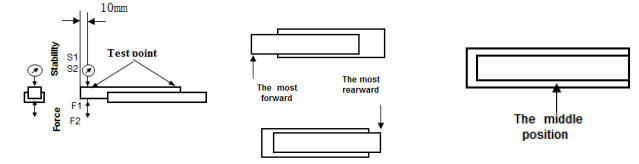 10mm
Stability
S1
S2
Test point
Force
F1
F2
The most
forward
The most
rearward
The middle
position